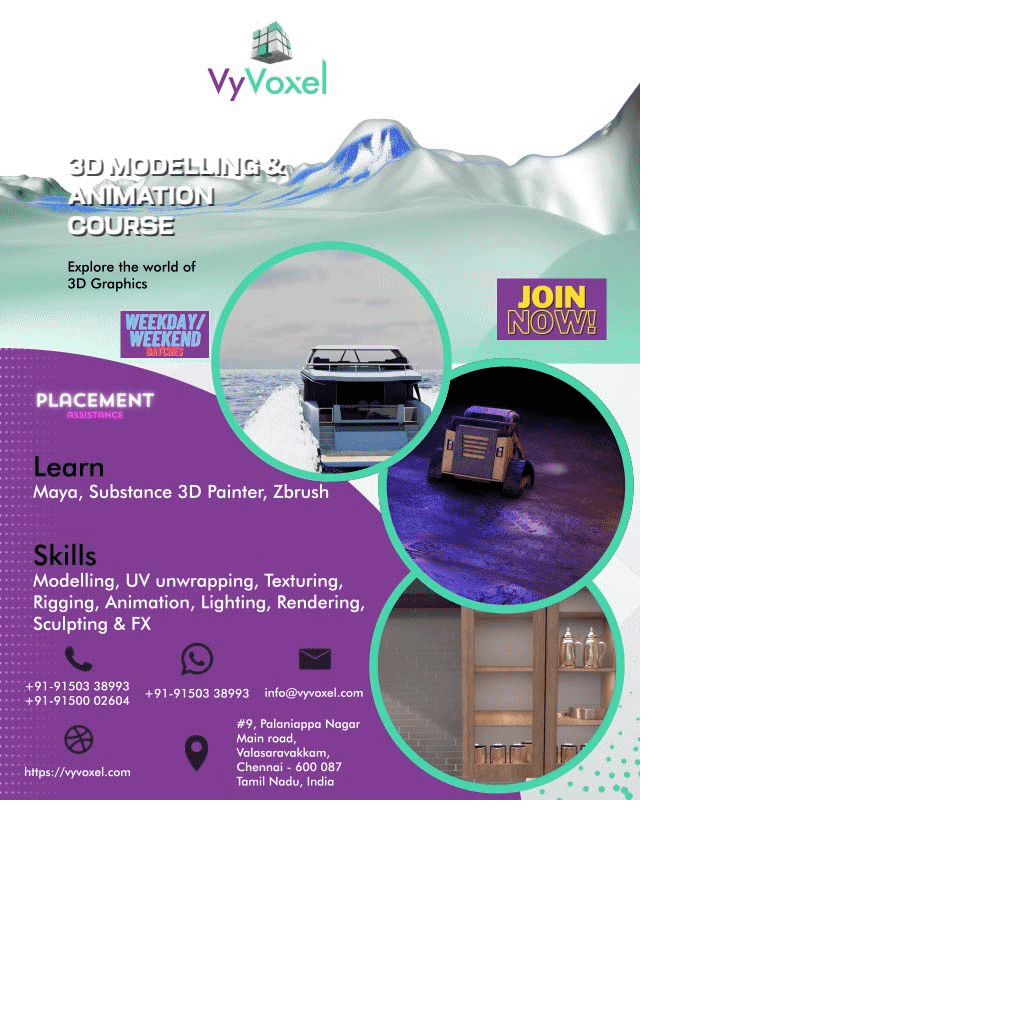 VyVoxel
3D MODELLING &
ANIMATION
COURSE
Explore the world of
3D Graphics
WEEKDAY/
WEEKEND
BATCHES
JOIN
NOW!
PLACEMENT
ASSISTANCE
Learn
Maya, Substance 3D Painter, Zbrush
Skills
Modelling, UV unwrapping, Texturing,
Rigging, Animation, Lighting, Rendering,
Sculpting & FX
+91-91503 38993
+91-91500 02604
+91-91503 38993
info@vyvoxel.com
https://vyvoxel.com
#9, Palaniappa Nagar
Main road,
Valasaravakkam,
Chennai - 600 087
Tamil Nadu, India